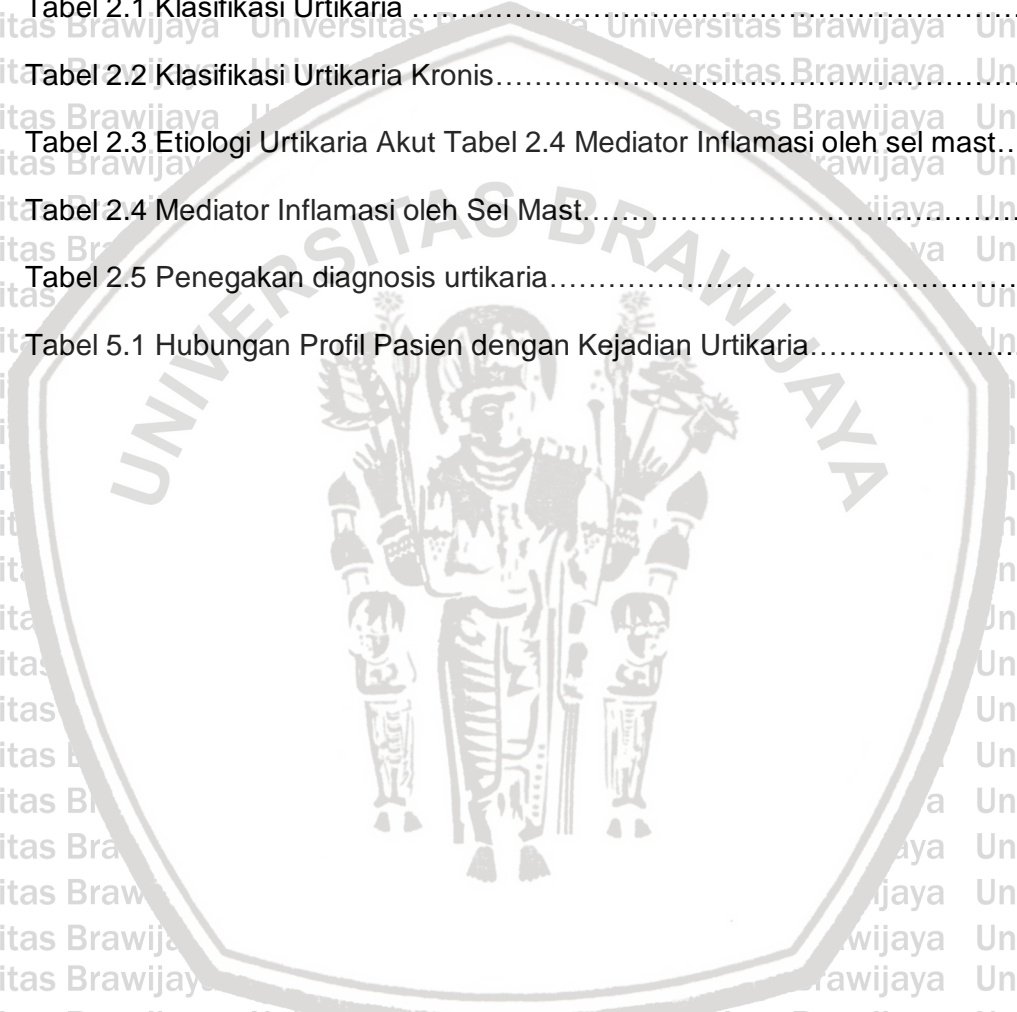 Tabel 2.1 Klasifikasi Urtikaria ……...……………………………………………………
Tabel 2.2 Klasifikasi Urtikaria Kronis……………………………………………………
Tabel 2.3 Etiologi Urtikaria Akut Tabel 2.4 Mediator Inflamasi oleh sel mast…
Tabel 2.4 Mediator Inflamasi oleh Sel Mast……………………………………………
Tabel 2.5 Penegakan diagnosis urtikaria………………………………………………
Tabel 5.1 Hubungan Profil Pasien dengan Kejadian Urtikaria………………………
UNIVERSITAS BRAWIJAYA